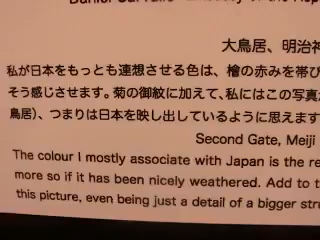 大鳥居、明治神
私が日本をもっとも連想させる色は、檜の赤みを帯び
そう感じさせます。菊の御紋に加えて、私にはこの写真が
鳥居)、つまりは日本を映し出しているように思えます
Second Gate, Meiji
The colour I mostly associate with Japan is the re
more so if it has been nicely weathered. Add to t
this picture, even being just a detail of a bigger stru